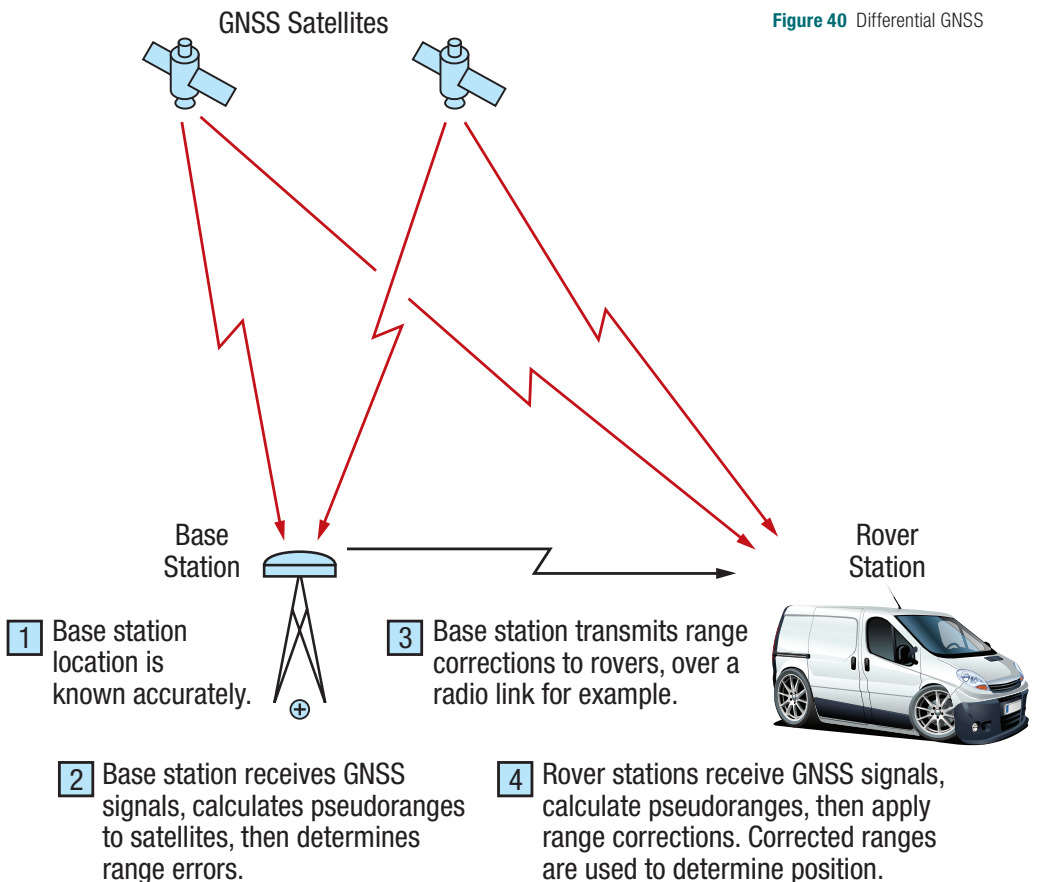 GNSS Satellites
Figure 40 Differential GNSS
Base
Station
Rover
Station
1 Base station
location is
known accurately.
3 Base station transmits range
corrections to rovers, over a
radio link for example.
2 Base station receives GNSS
signals, calculates pseudoranges
to satellites, then determines
range errors.
4 Rover stations receive GNSS signals,
calculate pseudoranges, then apply
range corrections. Corrected ranges
are used to determine position.